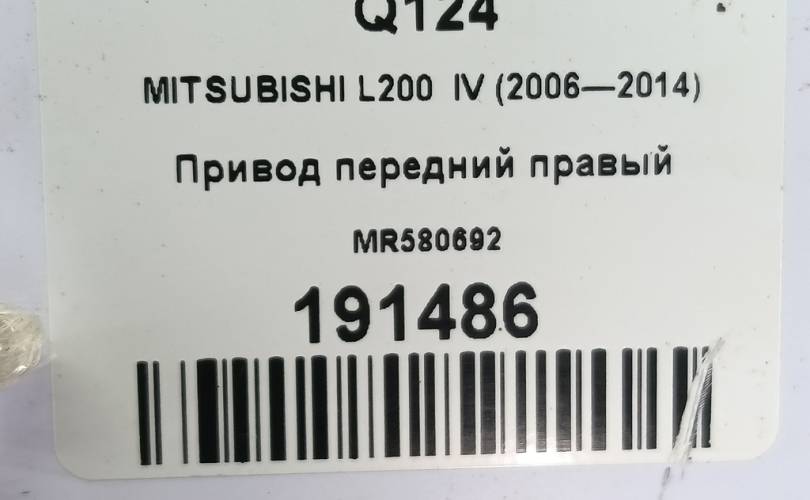 Q124
MITSUBISHI L200 IV (2006—2014)
Привод передний правый
MR580692
191486